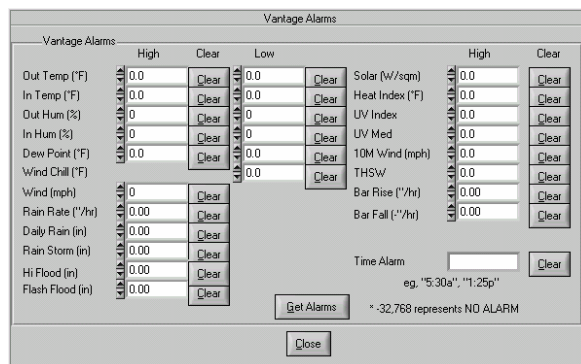 Vantage Alarms
Vantage Alarms
High Clear Low High Clear
Out Temp (°F) 0.0 Clear 0.0 Clear Solar (W/sqm) 0.0 Clear
In Temp (°F) 0.0 Clear 0.0 Clear Heat Index (°F) 0.0 Clear
Out Hum (%) 0 Clear 0 Clear UV Index 0.0 Clear
In Hum (%) 0 Clear 0 Clear UV Med 0.0 Clear
Dew Point (°F) 0.0 Clear 0.0 Clear 10M Wind (mph) 0.0 Clear
Wind Chill (°F) 0.0 Clear THSW 0.0 Clear
Wind (mph) 0 Clear Bar Rise ("/hr) 0.00 Clear
Rain Rate ("/hr) 0.00 Clear Bar Fall (-"/hr) 0.00 Clear
Daily Rain (in) 0.00 Clear
Rain Storm (in) 0.00 Clear
Hi Flood (in) 0.00 Clear Time Alarm Clear
Flash Flood (in) 0.00 Clear eg, "5:30a", "1:25p"
Get Alarms * -32,768 represents NO ALARM
Close